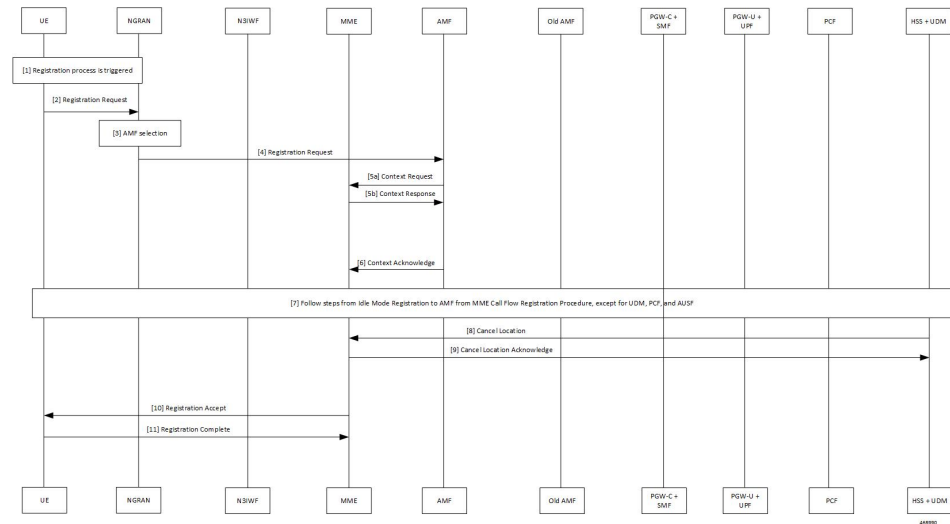 UE
NGRAN
N3IWF
MME
AMF
Old AMF
PGW-C +
SMF
PGW-U +
UPF
PCF
HSS + UDM
[1] Registration process is triggered
[2] Registration Request
[3] AMF selection
[4] Registration Request
[5a] Context Request
[5b] Context Response
[6] Context Acknowledge
[7] Follow steps from Idle Mode Registration to AMF from MME Call Flow Registration Procedure, except for UDM, PCF, and AUSF
[8] Cancel Location
[9] Cancel Location Acknowledge
[10] Registration Accept
[11] Registration Complete
UE
NGRAN
N3IWF
MME
AMF
Old AMF
PGW-C +
SMF
PGW-U +
UPF
PCF
HSS + UDM